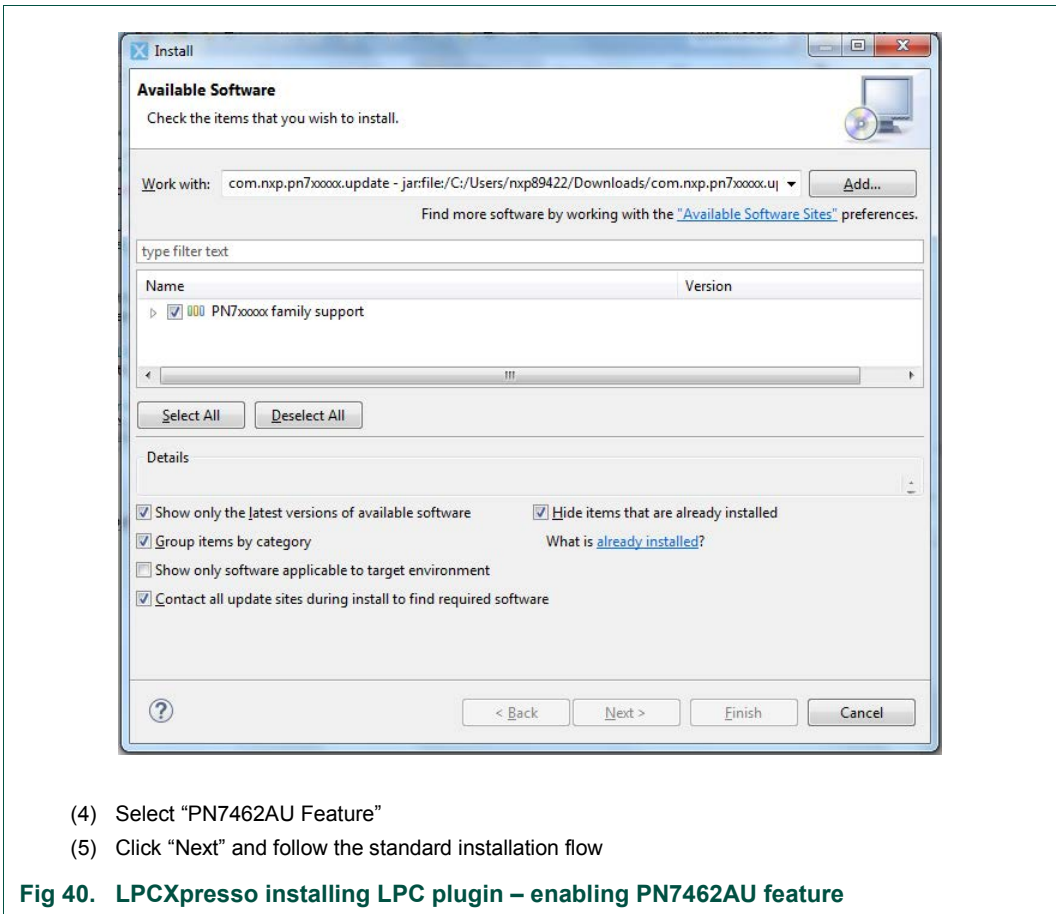 Install
Available Software
Check the items that you wish to install.
Work with: com.nxp.pn7xxxxx.update - jar:file:/C:/Users/nxp89422/Downloads/com.nxp.pn7xxxxx.u Add...
Find more software by working with the "Available Software Sites" preferences.
type filter text
Name Version
PN7xxxxx family support
Select All Deselect All
Details
Show only the latest versions of available software Hide items that are already installed
Group items by category What is already installed?
Show only software applicable to target environment
Contact all update sites during install to find required software
? < Back Next > Finish Cancel
(4) Select “PN7462AU Feature”
(5) Click “Next” and follow the standard installation flow
Fig 40. LPCXpresso installing LPC plugin – enabling PN7462AU feature